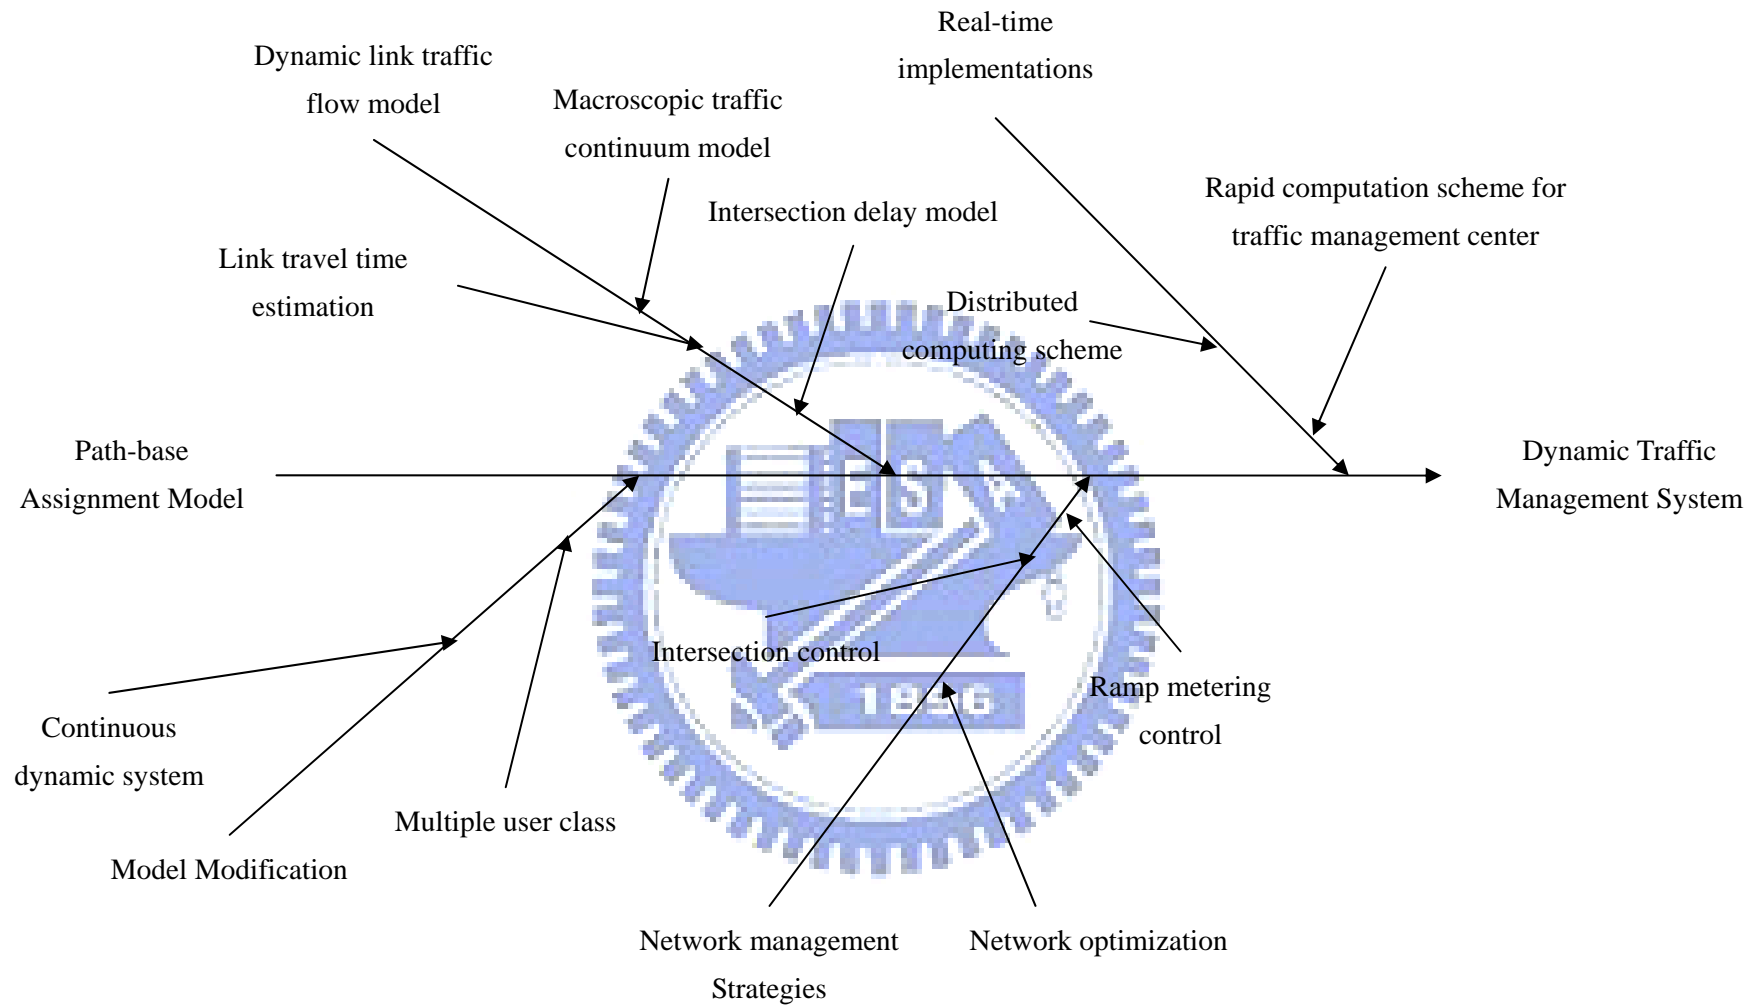 Real-time
implementations
Dynamic link traffic
flow model
Macroscopic traffic
continuum model
Rapid computation scheme for
traffic management center
Intersection delay model
Link travel time
estimation
Distributed
computing scheme
Path-base
Assignment Model
ES
Dynamic Traffic
Management System
Intersection control
1896
Ramp metering
control
Continuous
dynamic system
Multiple user class
Model Modification
Network management
Strategies
Network optimization